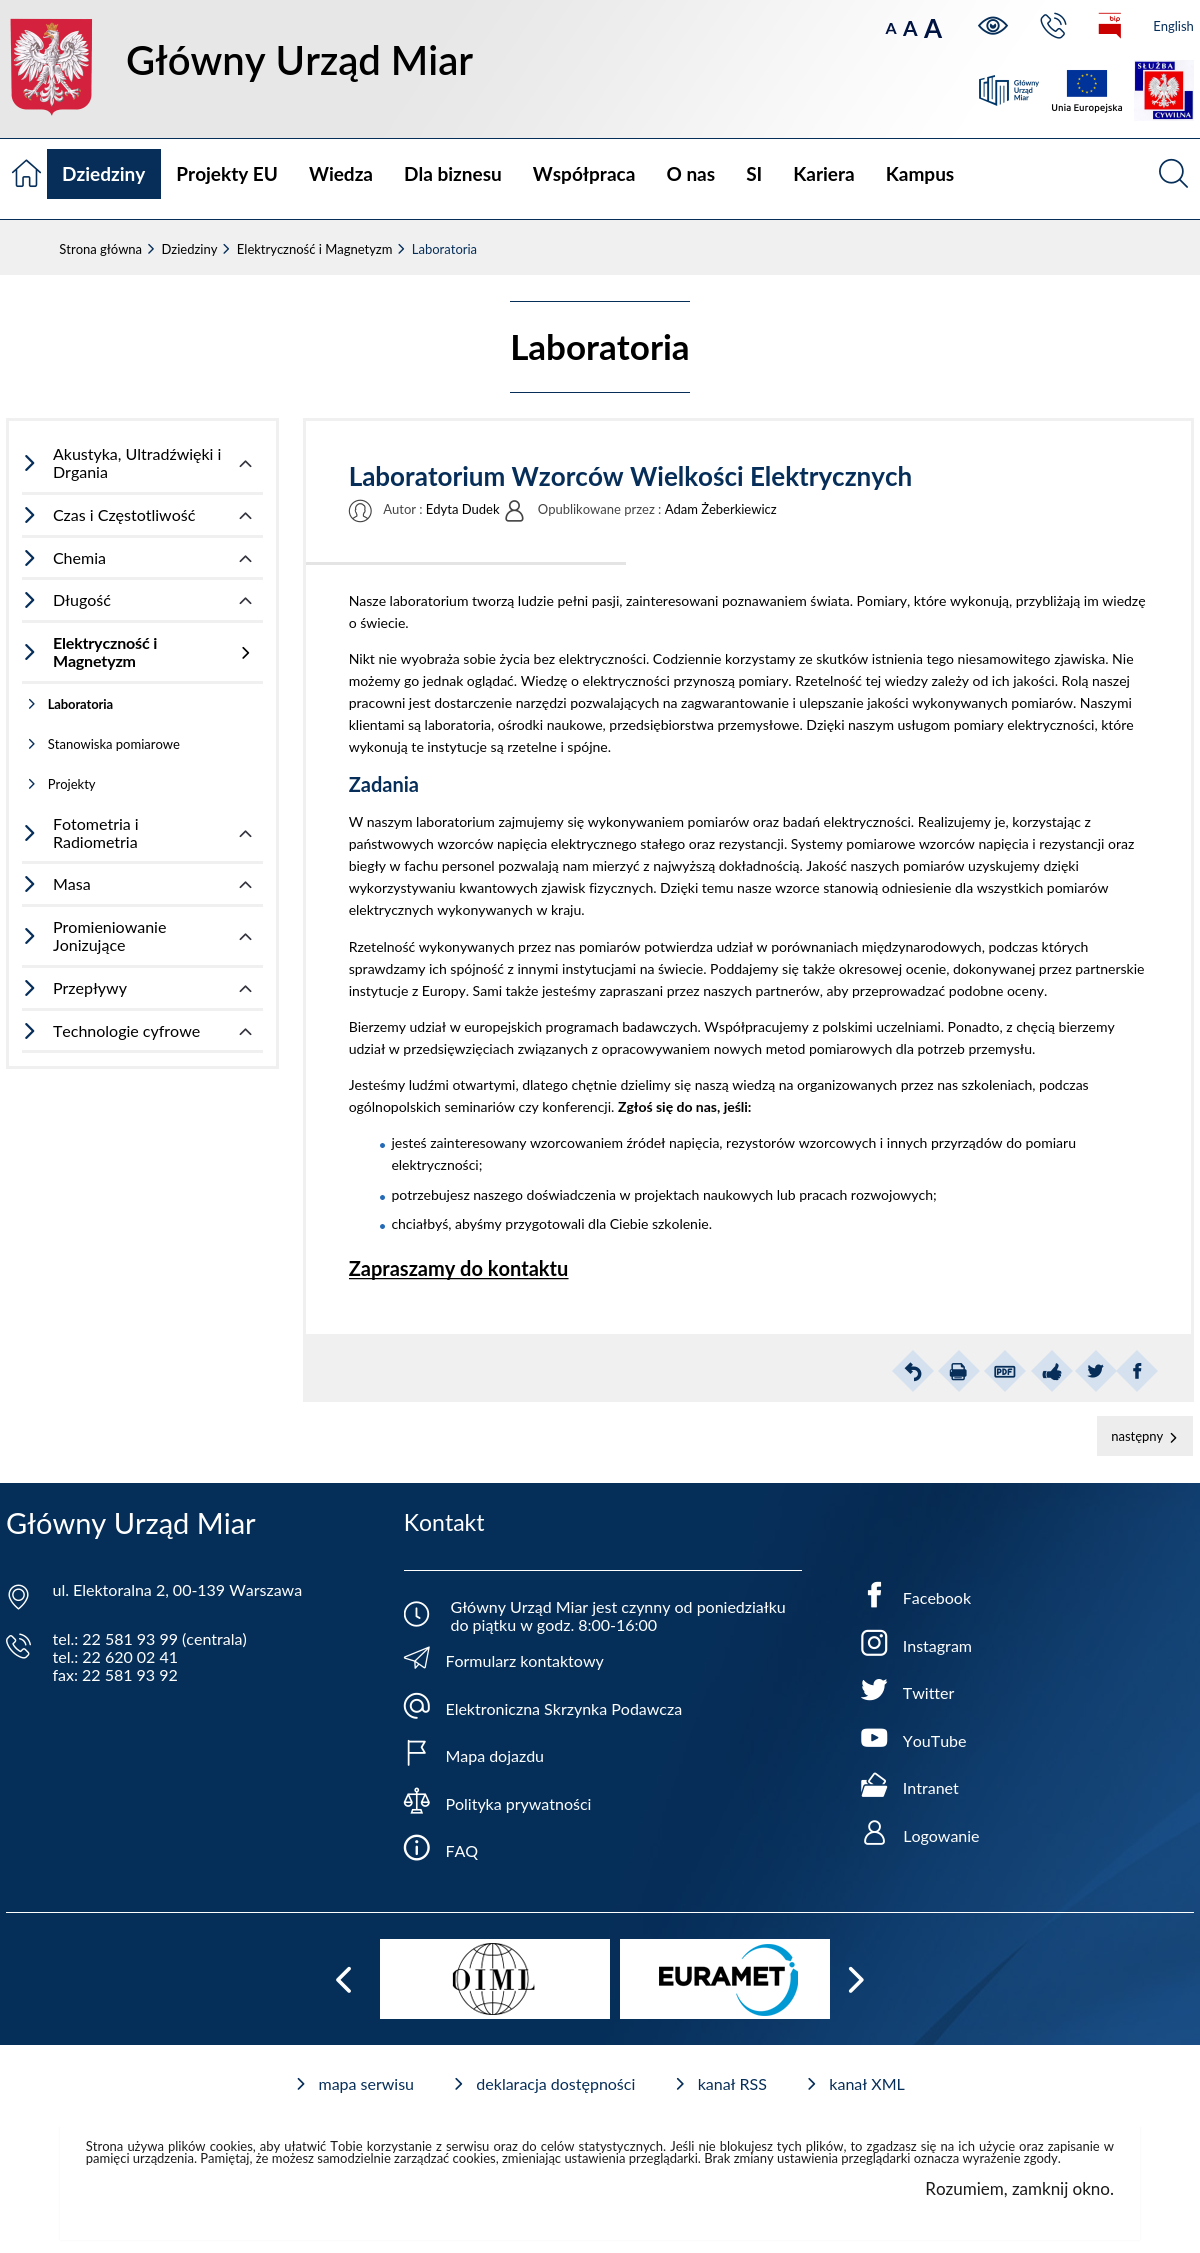 Główny Urząd Miar
A A A
bip
English
Główny
Urząd
Miar
Unia Europejska
SŁUŻBA
CYWILNA
Dziedziny
Projekty EU
Wiedza
Dla biznesu
Współpraca
O nas
SI
Kariera
Kampus
Strona główna
Dziedziny
Elektryczność i Magnetyzm
Laboratoria
Laboratoria
Akustyka, Ultradźwięki i
Drgania
Czas i Częstotliwość
Chemia
Długość
Elektryczność i
Magnetyzm
Laboratoria
Stanowiska pomiarowe
Projekty
Fotometria i
Radiometria
Masa
Promieniowanie
Jonizujące
Przepływy
Technologie cyfrowe
Laboratorium Wzorców Wielkości Elektrycznych
Autor : Edyta Dudek Opublikowane przez : Adam Żeberkiewicz
Nasze laboratorium tworzą ludzie pełni pasji, zainteresowani poznawaniem świata. Pomiary, które wykonują, przybliżają im wiedzę
o świecie.
Nikt nie wyobraża sobie życia bez elektryczności. Codziennie korzystamy ze skutków istnienia tego niesamowitego zjawiska. Nie
możemy go jednak oglądać. Wiedzę o elektryczności przynoszą pomiary. Rzetelność tej wiedzy zależy od ich jakości. Rolą naszej
pracowni jest dostarczenie narzędzi pozwalających na zagwarantowanie i ulepszanie jakości wykonywanych pomiarów. Naszymi
klientami są laboratoria, ośrodki naukowe, przedsiębiorstwa przemysłowe. Dzięki naszym usługom pomiary elektryczności, które
wykonują te instytucje są rzetelne i spójne.
Zadania
W naszym laboratorium zajmujemy się wykonywaniem pomiarów oraz badań elektryczności. Realizujemy je, korzystając z
państwowych wzorców napięcia elektrycznego stałego oraz rezystancji. Systemy pomiarowe wzorców napięcia i rezystancji oraz
biegły w fachu personel pozwalają nam mierzyć z najwyższą dokładnością. Jakość naszych pomiarów uzyskujemy dzięki
wykorzystywaniu kwantowych zjawisk fizycznych. Dzięki temu nasze wzorce stanowią odniesienie dla wszystkich pomiarów
elektrycznych wykonywanych w kraju.
Rzetelność wykonywanych przez nas pomiarów potwierdza udział w porównaniach międzynarodowych, podczas których
sprawdzamy ich spójność z innymi instytucjami na świecie. Poddajemy się także okresowej ocenie, dokonywanej przez partnerskie
instytucje z Europy. Sami także jesteśmy zapraszani przez naszych partnerów, aby przeprowadzać podobne oceny.
Bierzemy udział w europejskich programach badawczych. Współpracujemy z polskimi uczelniami. Ponadto, z chęcią bierzemy
udział w przedsięwzięciach związanych z opracowywaniem nowych metod pomiarowych dla potrzeb przemysłu.
Jesteśmy ludźmi otwartymi, dlatego chętnie dzielimy się naszą wiedzą na organizowanych przez nas szkoleniach, podczas
ogólnopolskich seminariów czy konferencji. Zgłoś się do nas, jeśli:
jesteś zainteresowany wzorcowaniem źródeł napięcia, rezystorów wzorcowych i innych przyrządów do pomiaru
elektryczności;
potrzebujesz naszego doświadczenia w projektach naukowych lub pracach rozwojowych;
chciałbyś, abyśmy przygotowali dla Ciebie szkolenie.
Zapraszamy do kontaktu
PDF
następny
Główny Urząd Miar
ul. Elektoralna 2, 00-139 Warszawa
tel.: 22 581 93 99 (centrala)
tel.: 22 620 02 41
fax: 22 581 93 92
Kontakt
Główny Urząd Miar jest czynny od poniedziałku
do piątku w godz. 8:00-16:00
Formularz kontaktowy
Elektroniczna Skrzynka Podawcza
Mapa dojazdu
Polityka prywatności
FAQ
Facebook
Instagram
Twitter
YouTube
Intranet
Logowanie
OIML
EURAMET
mapa serwisu
deklaracja dostępności
kanał RSS
kanał XML
Strona używa plików cookies, aby ułatwić Tobie korzystanie z serwisu oraz do celów statystycznych. Jeśli nie blokujesz tych plików, to zgadzasz się na ich użycie oraz zapisanie w
pamięci urządzenia. Pamiętaj, że możesz samodzielnie zarządzać cookies, zmieniając ustawienia przeglądarki. Brak zmiany ustawienia przeglądarki oznacza wyrażenie zgody.
Rozumiem, zamknij okno.